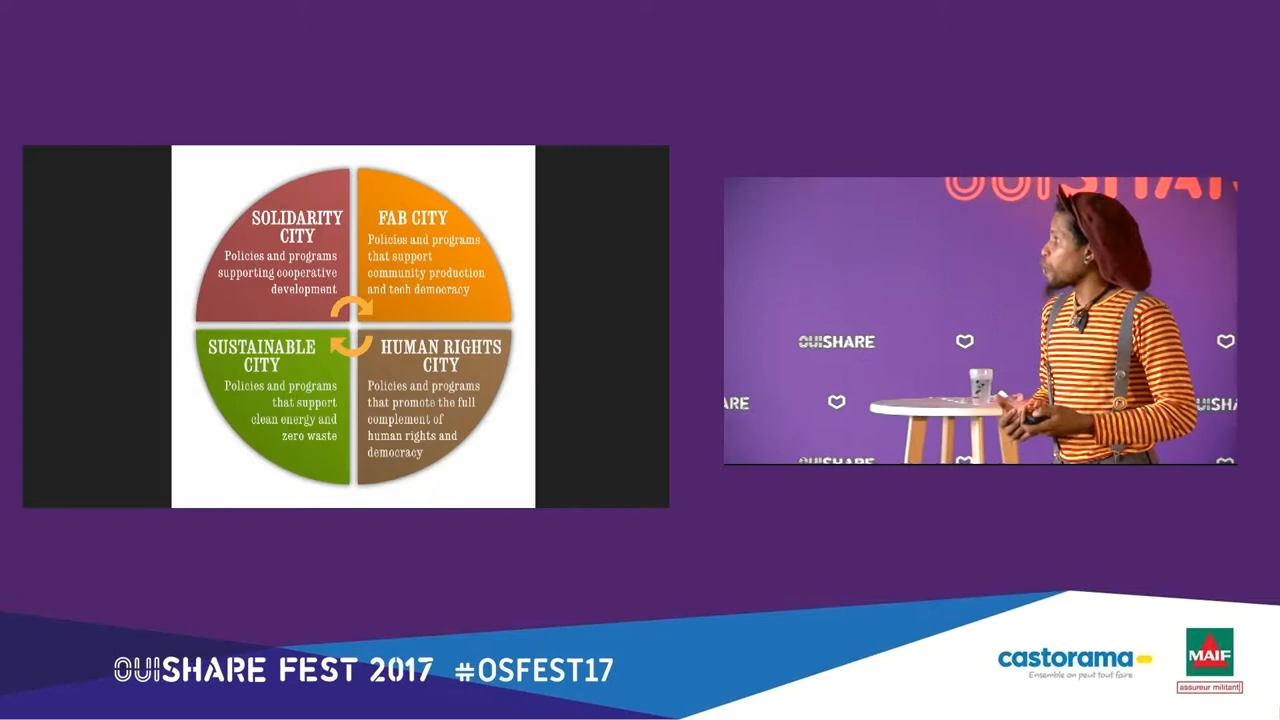 SOLIDARITY
CITY
Policies and programs
supporting cooperative
development
FAB CITY
Policies and programs
that support
community production
and tech democracy
SUSTAINABLE
CITY
Policies and programs
that support
clean energy and
zero waste
HUMAN RIGHTS
CITY
Policies and programs
that promote the full
complement of
human rights and
democracy
OUISHAR
OUISHARE
ARE
UISHA
OUISHARE
OUISHARE FEST 2017 #OSFEST17
castorama
Ensemble on peut tout faire
MAIF
assureur militant